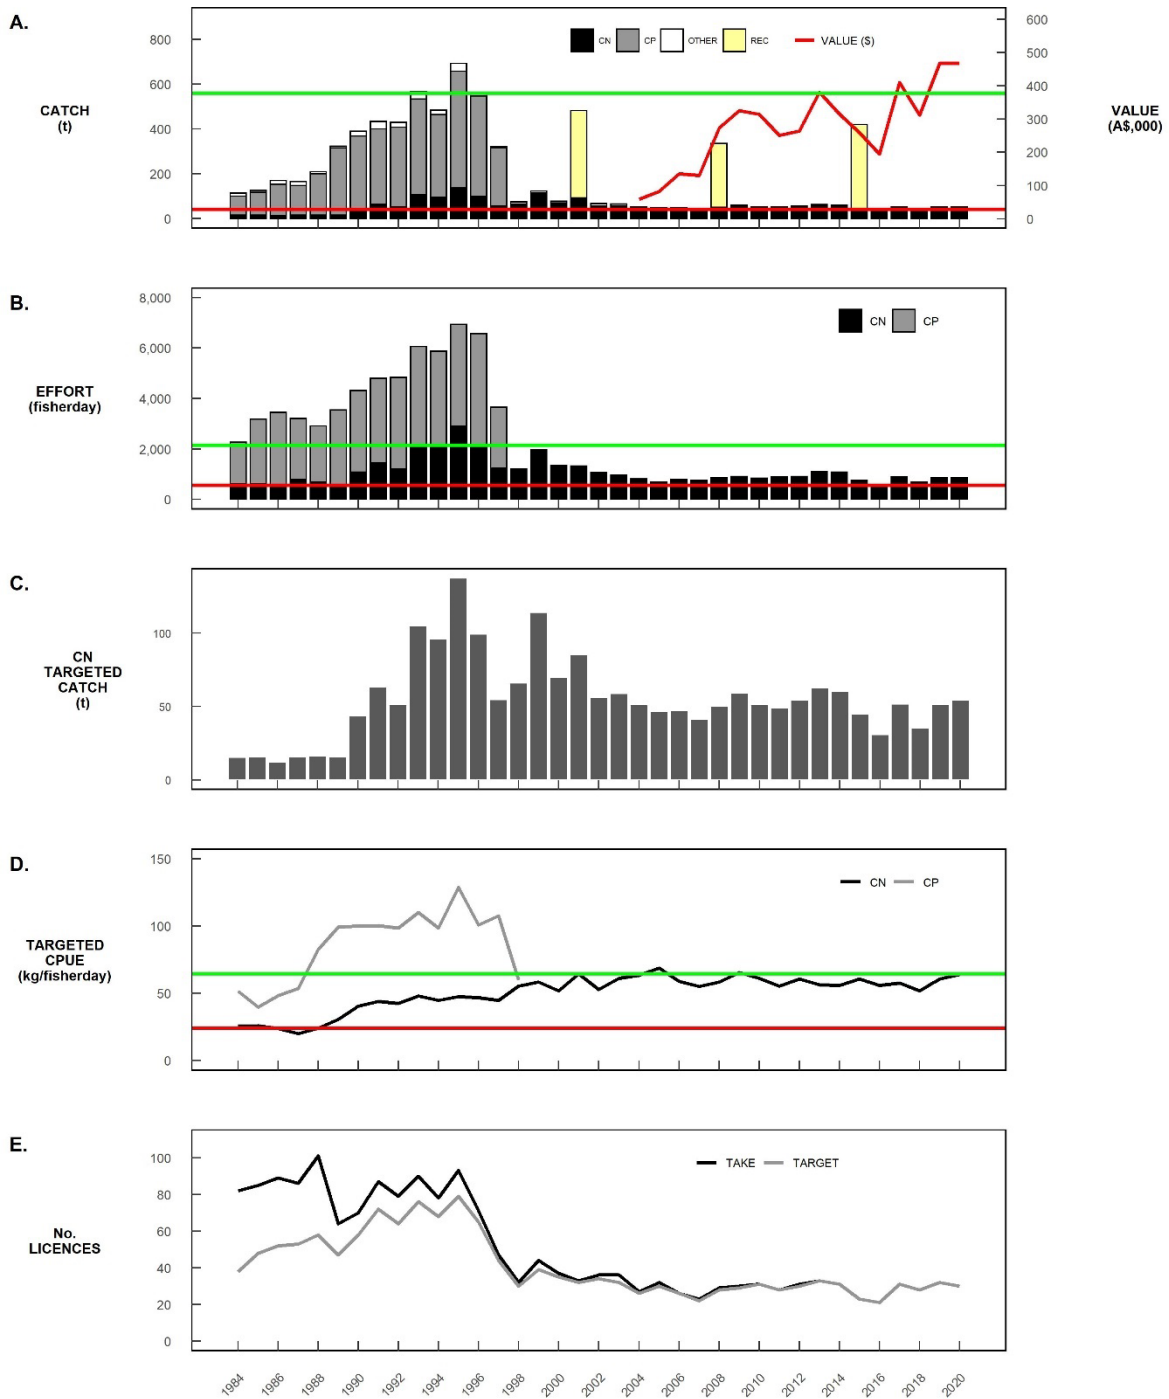 A.
CATCH
(t)
800
600
400
200
0
CN CP OTHER REC VALUE ($)
600
500
400
300
200
100
0
VALUE
(A$,000)
B.
EFFORT
(fisherday)
8,000
6,000
4,000
2,000
0
CN CP
C.
CN
TARGETED
CATCH
(t)
100
50
0
D.
TARGETED
CPUE
(kg/fisherday)
150
100
50
0
CN CP
E.
No.
LICENCES
100
80
60
40
20
0
TAKE TARGET
1984 1986 1988 1990 1992 1994 1996 1998 2000 2002 2004 2006 2008 2010 2012 2014 2016 2018 2020